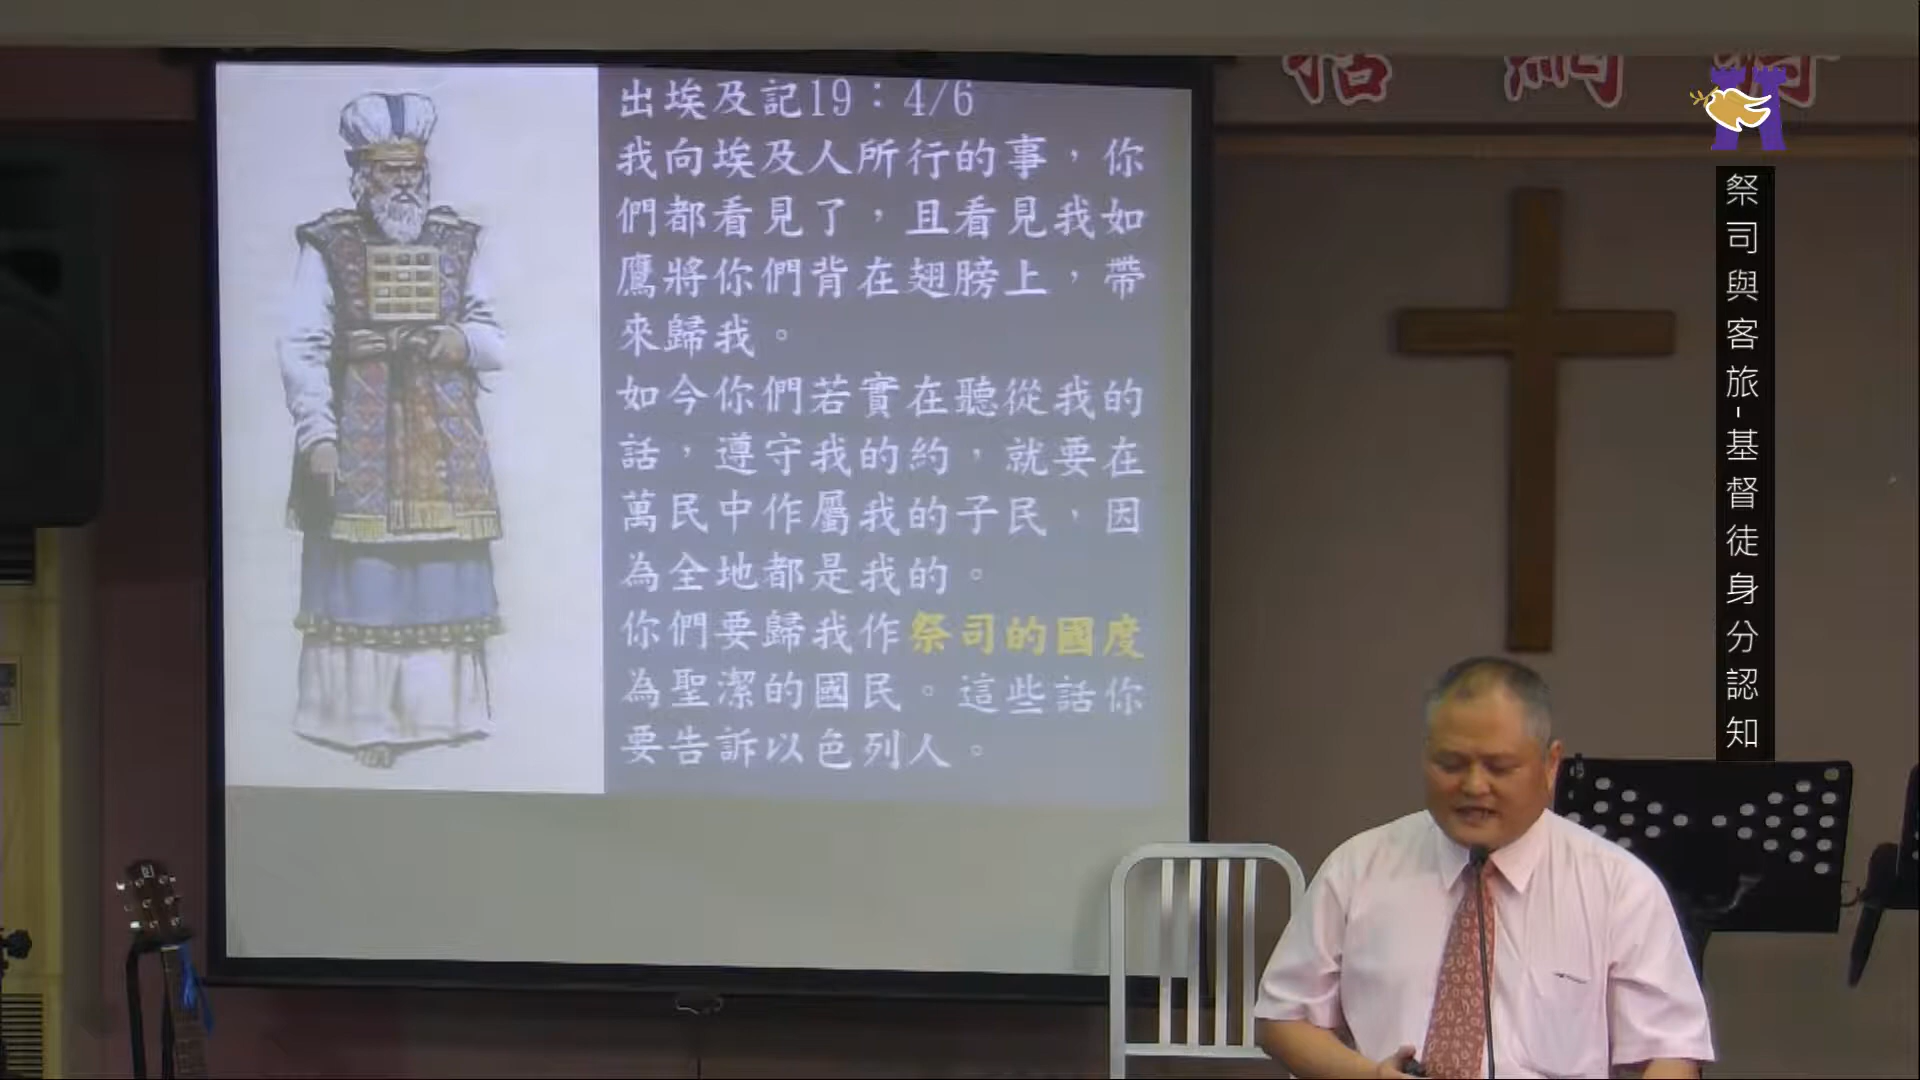 出埃及記19：4/6
我向埃及人所行的事，你
們都看見了，且看見我如
鷹將你們背在翅膀上，帶
來歸我。
如今你們若實在聽從我的
話，遵守我的約，就要在
萬民中作屬我的子民，因
為全地都是我的。
你們要歸我作祭司的國度
為聖潔的國民。這些話你
要告訴以色列人。
祭司與客旅-基督徒身分認知